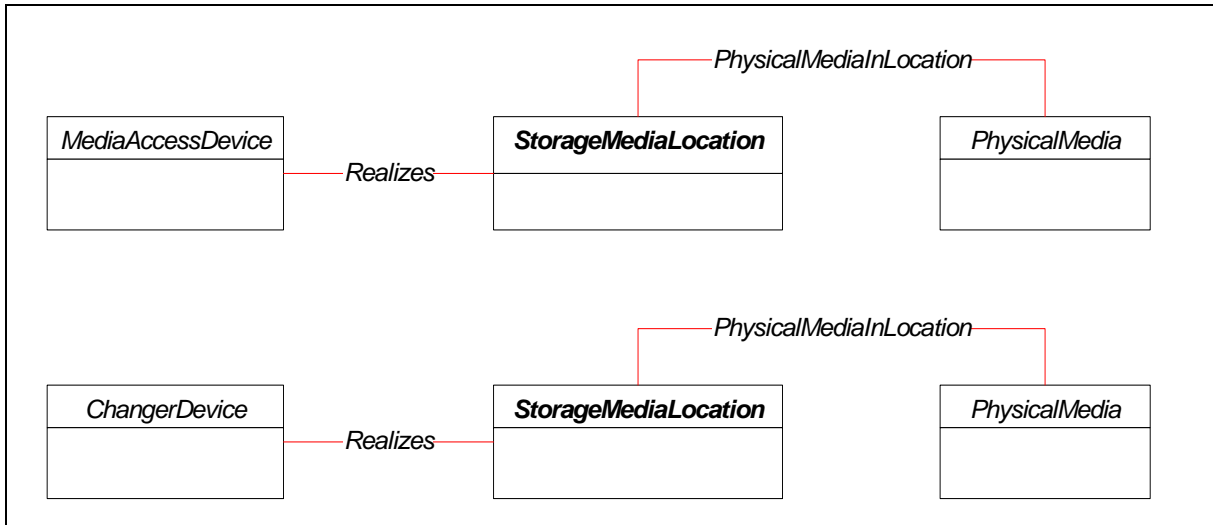 PhysicalMediaInLocation
MediaAccessDevice
StorageMediaLocation
PhysicalMedia
Realizes
PhysicalMediaInLocation
ChangerDevice
StorageMediaLocation
PhysicalMedia
Realizes